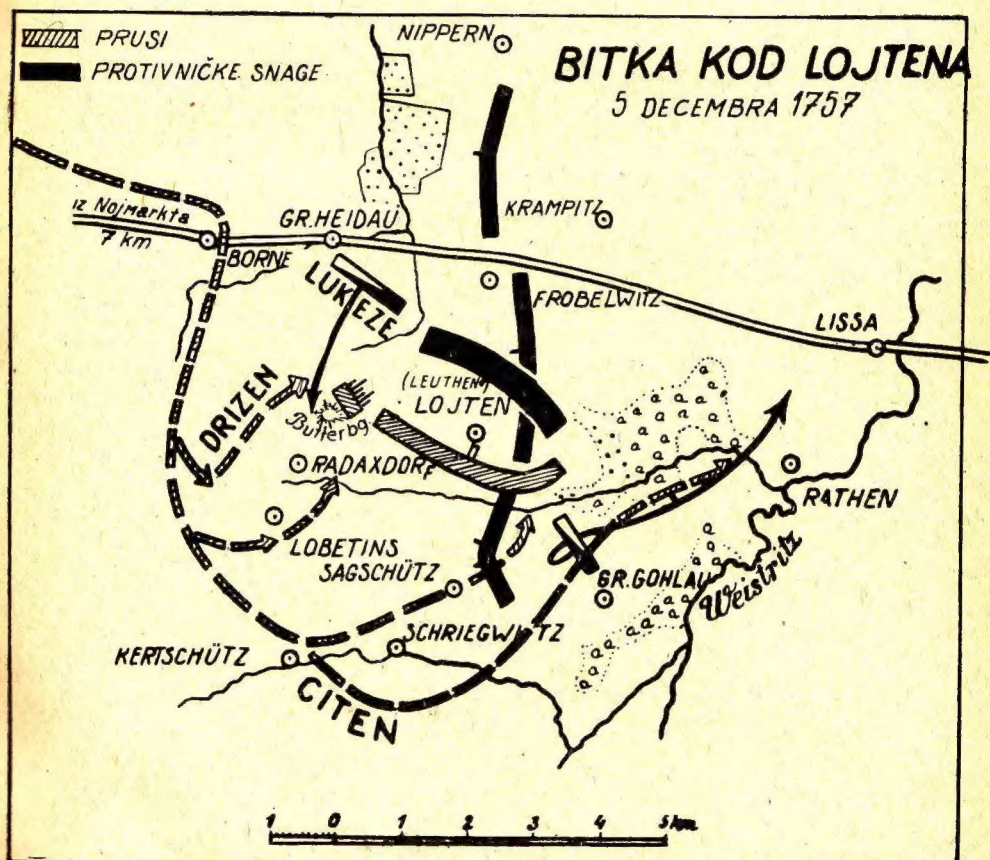 PRUSI
PROTIVNIČKE SNAGE
BITKA KOD LOJTENA
5 DECEMBRA 1757
NIPPERN
KRAMPITZ
IZ Nojmarkta
7 km
GR. HEIDAU
BORNE
LUKEZE
FROBELWITZ
LISSA
(LEUTHEN)
LOJTEN
DRIZEN
Butterbg.
RADAXDORF
RATHEN
LOBETINS
SAGSCHÜTZ
GR. GOHLAU
Weistritz
SCHRIEGWITZ
KERTSCHÜTZ
CITEN
1 0 1 2 3 4 5 km